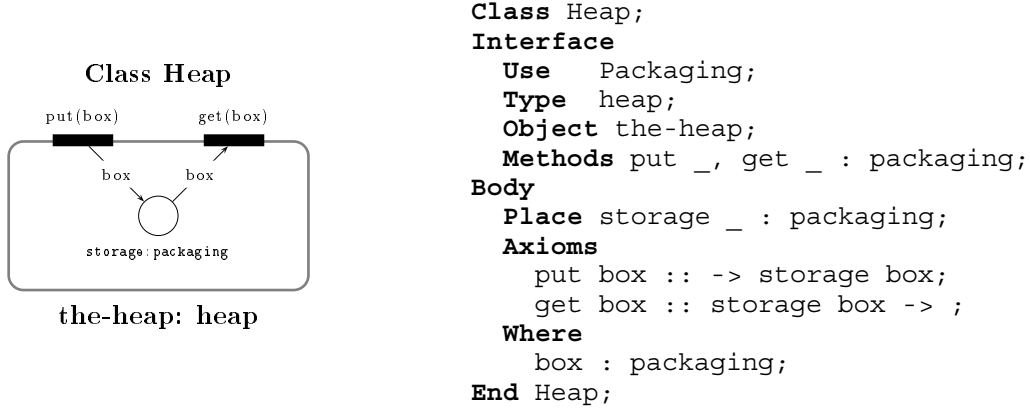 Class Heap
put(box) get(box)
box box
storage:packaging
the-heap: heap
Class Heap;
Interface
Use Packaging;
Type heap;
Object the-heap;
Methods put _, get _ : packaging;
Body
Place storage _ : packaging;
Axioms
put box :: -> storage box;
get box :: storage box -> ;
Where
box : packaging;
End Heap;